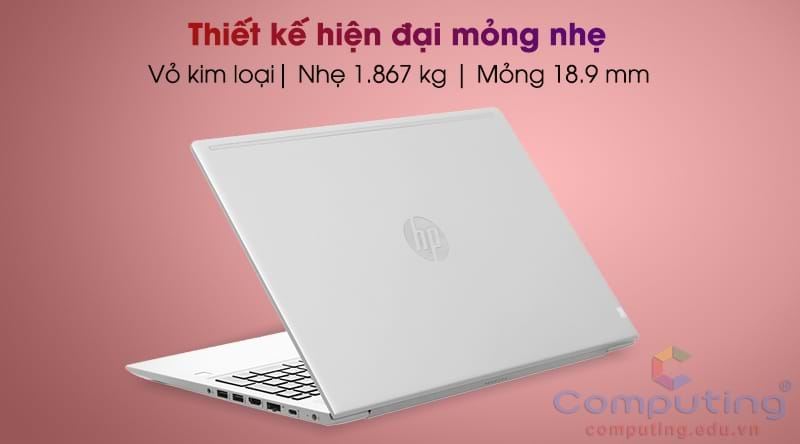 Thiết kế hiện đại mỏng nhẹ
Vỏ kim loại| Nhẹ 1.867 kg | Mỏng 18.9 mm
hp
Computing®
computing.edu.vn